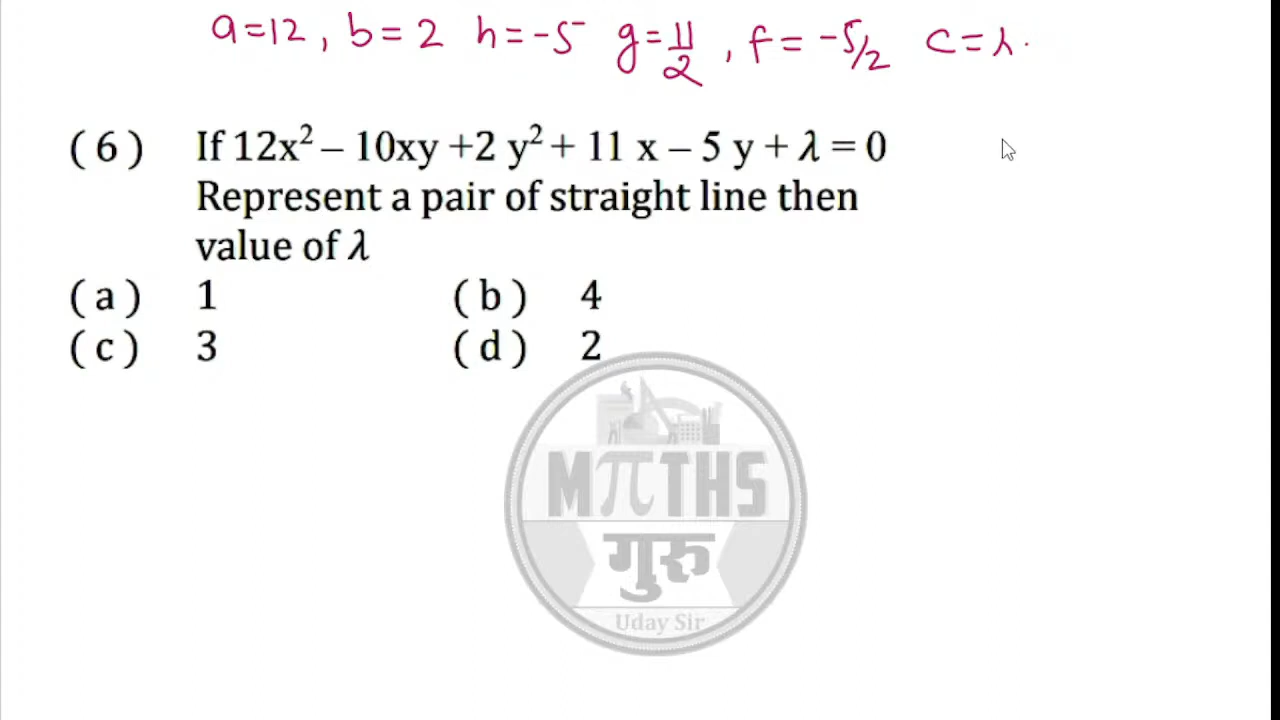 a=12, b=2 h=-5 g=11/2, f=-5/2 c=λ.
(6) If 12x² – 10xy +2 y² + 11 x – 5 y + λ = 0
Represent a pair of straight line then
value of λ
(a) 1 (b) 4
(c) 3 (d) 2
MπTHS
गुरु
Uday Sir